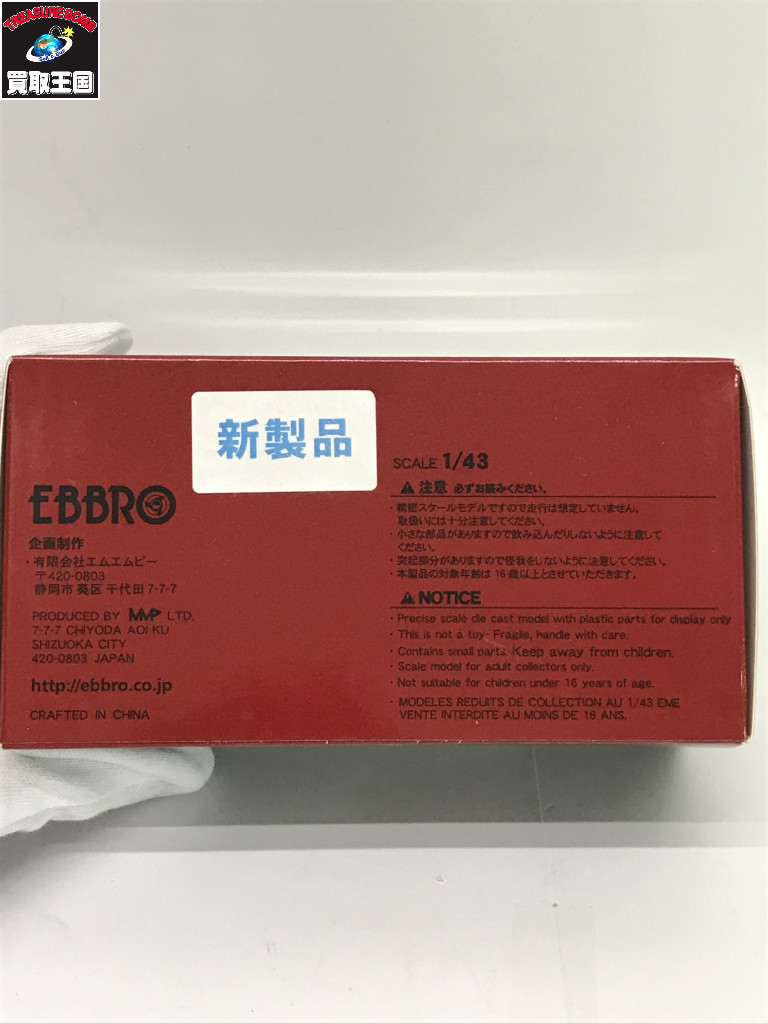 TREASURE BOMB
買取王国
新製品
EBBRO
企画制作
・有限会社エムエムピー
〒420-0803
静岡市 葵区 千代田 7-7-7
PRODUCED BY MMP LTD.
7-7-7 CHIYODA AOI KU
SHIZUOKA CITY
420-0803 JAPAN
http://ebbro.co.jp
CRAFTED IN CHINA
SCALE 1/43
注意 必ずお読みください。
・精密スケールモデルですので走行は想定していません。
取扱いには十分注意してください。
・小さな部品がありますので飲み込んだりしないように注意して
ください。
・突起部分がありますので怪我をしないように注意してください。
・本製品の対象年齢は16歳以上とさせていただきます。
NOTICE
・Precise scale die cast model with plastic parts for display only
・This is not a toy- Fragile, handle with care.
・Contains small parts. Keep away from children.
・Scale model for adult collectors only.
・Not suitable for children under 16 years of age.
・MODELES REDUITS DE COLLECTION AU 1/43 EME
VENTE INTERDITE AU MOINS DE 16 ANS.